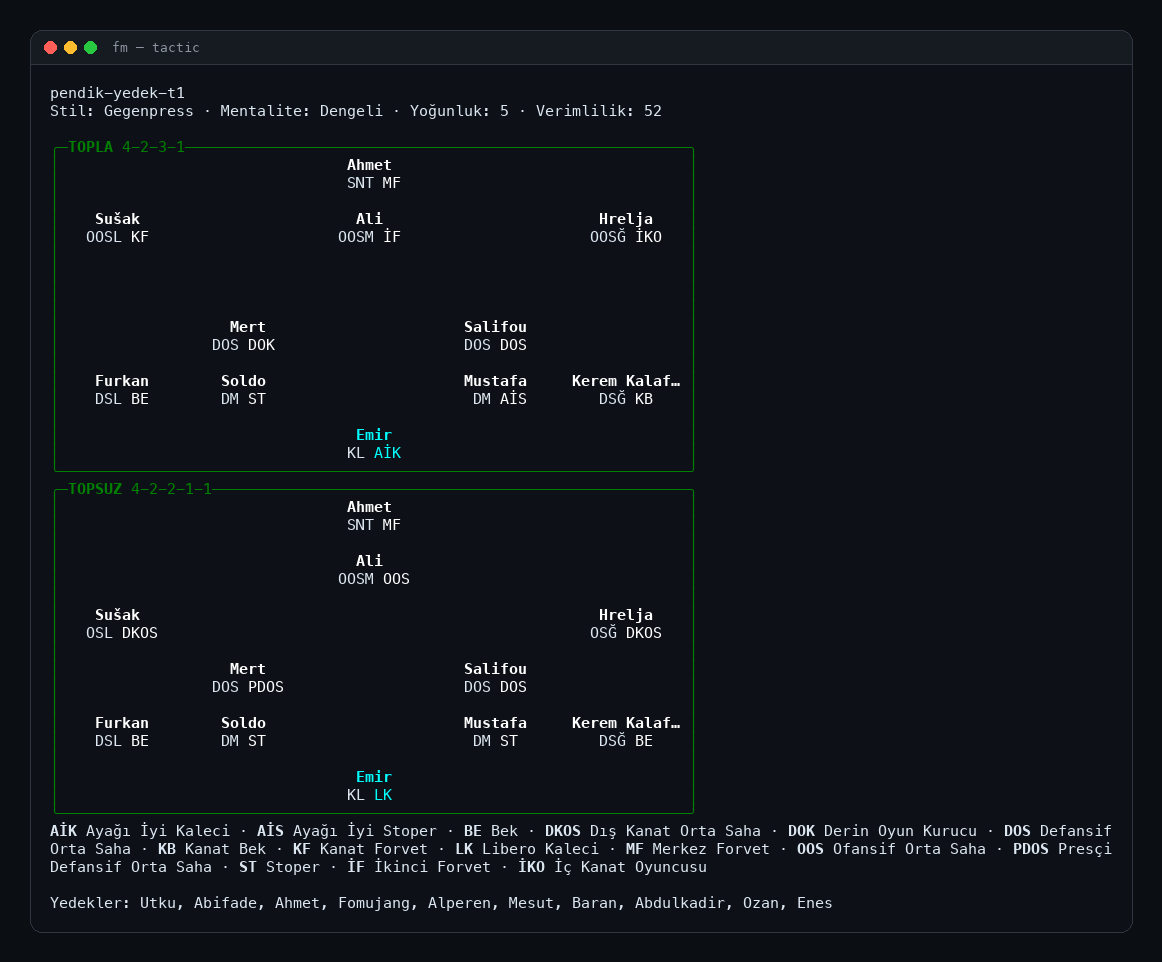 fm — tactic
pendik-yedek-t1
Stil: Gegenpress · Mentalite: Dengeli · Yoğunluk: 5 · Verimlilik: 52
TOPLA 4-2-3-1
Ahmet
SNT MF
Sušak Ali Hrelja
OOSL KF OOSM İF OOSĞ İKO
Mert Salifou
DOS DOK DOS DOS
Furkan Soldo Mustafa Kerem Kalaf…
DSL BE DM ST DM AİS DSĞ KB
Emir
KL AİK
TOPSUZ 4-2-2-1-1
Ahmet
SNT MF
Ali
OOSM OOS
Sušak Hrelja
OSL DKOS OSĞ DKOS
Mert Salifou
DOS PDOS DOS DOS
Furkan Soldo Mustafa Kerem Kalaf…
DSL BE DM ST DM ST DSĞ BE
Emir
KL LK
AİK Ayağı İyi Kaleci · AİS Ayağı İyi Stoper · BE Bek · DKOS Dış Kanat Orta Saha · DOK Derin Oyun Kurucu · DOS Defansif
Orta Saha · KB Kanat Bek · KF Kanat Forvet · LK Libero Kaleci · MF Merkez Forvet · OOS Ofansif Orta Saha · PDOS Presçi
Defansif Orta Saha · ST Stoper · İF İkinci Forvet · İKO İç Kanat Oyuncusu
Yedekler: Utku, Abifade, Ahmet, Fomujang, Alperen, Mesut, Baran, Abdulkadir, Ozan, Enes